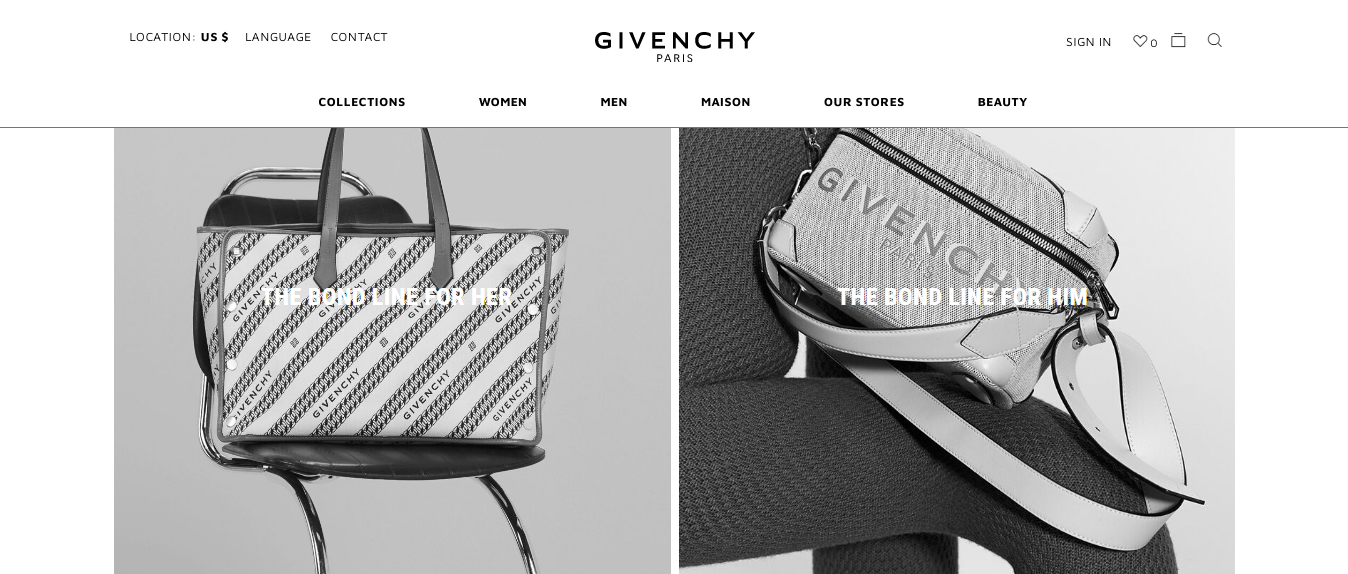 LOCATION: US $
LANGUAGE
CONTACT
GIVENCHY
PARIS
SIGN IN
0
COLLECTIONS
WOMEN
MEN
MAISON
OUR STORES
BEAUTY
THE BOND LINE FOR HER
GIVENCHY
GIVENCHY
GIVENCHY
GIVENCHY
GIVENCHY
GIVENCHY
GIVENCHY
GIVENCHY
PARIS
THE BOND LINE FOR HIM